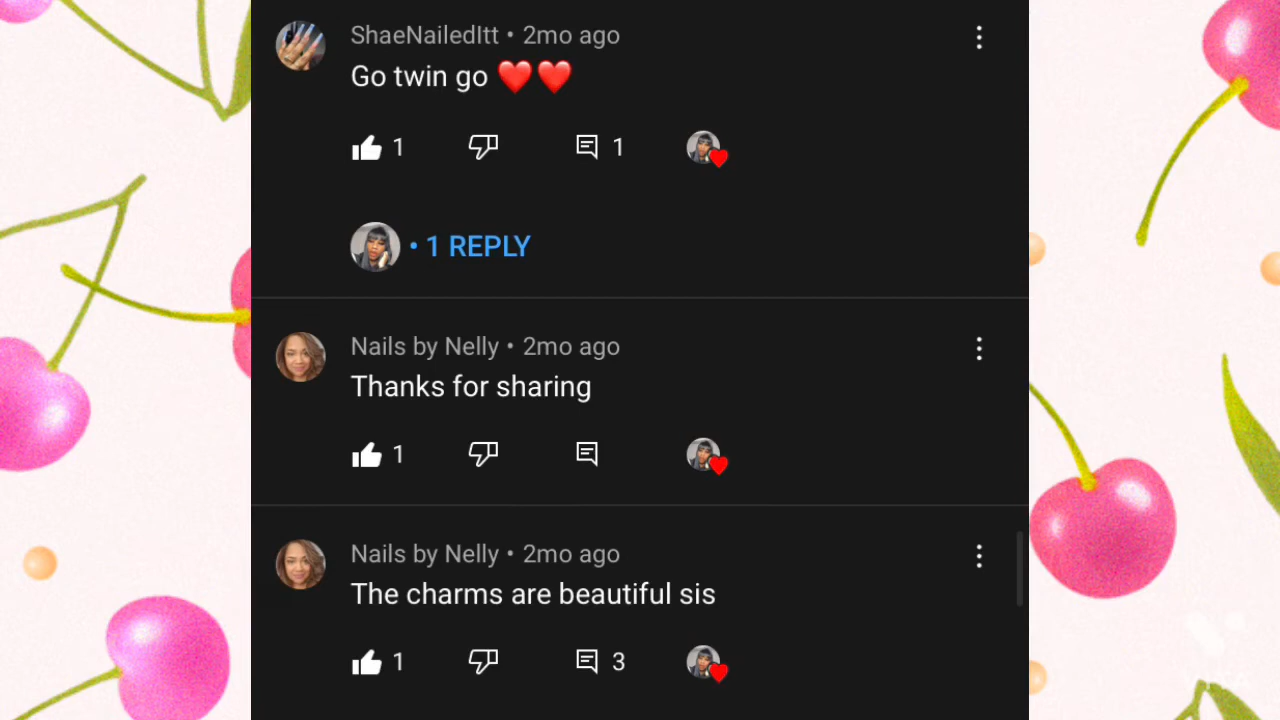 ShaeNailedItt • 2mo ago
Go twin go ❤️❤️
1
1
• 1 REPLY
Nails by Nelly • 2mo ago
Thanks for sharing
1
Nails by Nelly • 2mo ago
The charms are beautiful sis
1
3